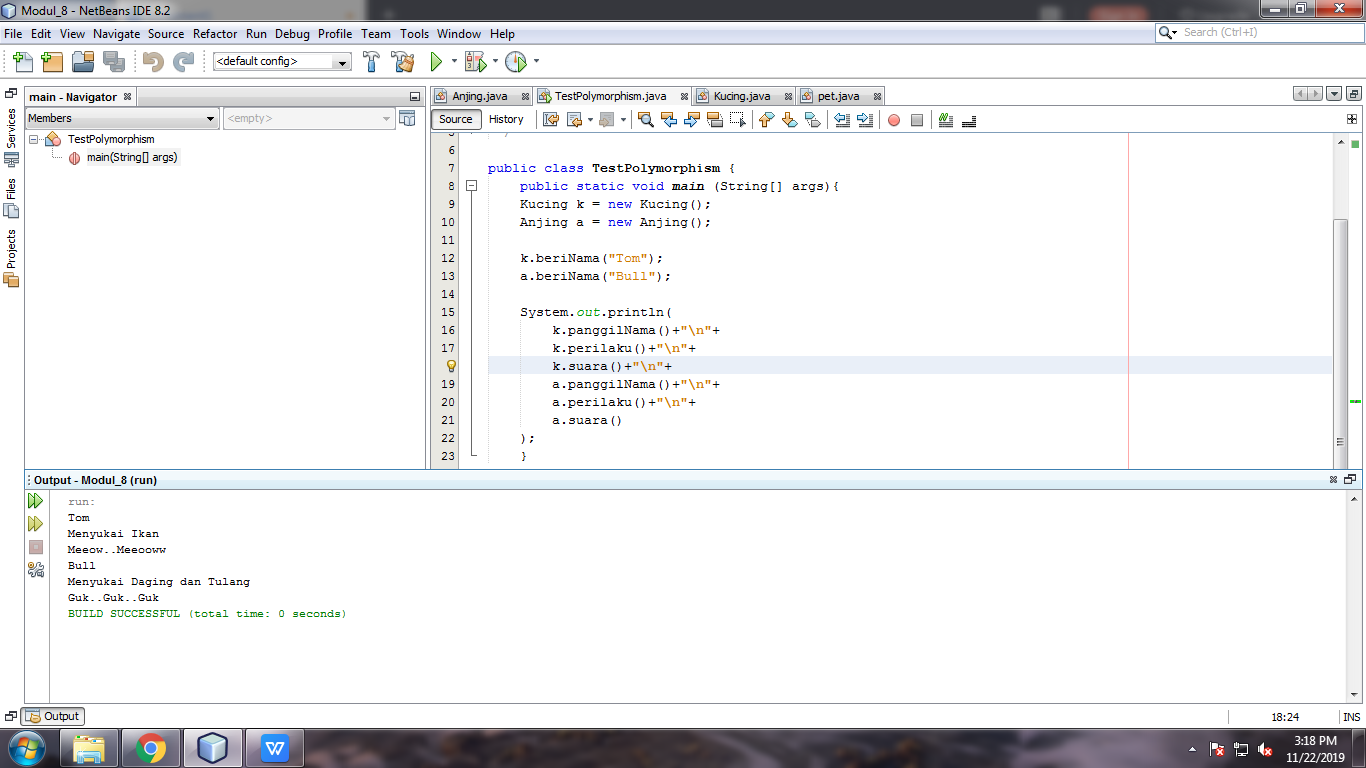 Modul_8 - NetBeans IDE 8.2
File Edit View Navigate Source Refactor Run Debug Profile Team Tools Window Help
Search (Ctrl+I)
<default config>
main - Navigator
Members
<empty>
TestPolymorphism
main(String[] args)
Services
Files
Projects
Anjing.java
TestPolymorphism.java
Kucing.java
pet.java
Source History
6
7 public class TestPolymorphism {
8 public static void main (String[] args){
9 Kucing k = new Kucing();
10 Anjing a = new Anjing();
11
12 k.beriNama("Tom");
13 a.beriNama("Bull");
14
15 System.out.println(
16 k.panggilNama()+"\n"+
17 k.perilaku()+"\n"+
k.suara()+"\n"+
19 a.panggilNama()+"\n"+
20 a.perilaku()+"\n"+
21 a.suara()
22 );
23 }
Output - Modul_8 (run)
run:
Tom
Menyukai Ikan
Meeow..Meeooww
Bull
Menyukai Daging dan Tulang
Guk..Guk..Guk
BUILD SUCCESSFUL (total time: 0 seconds)
Output
18:24
INS
3:18 PM
11/22/2019